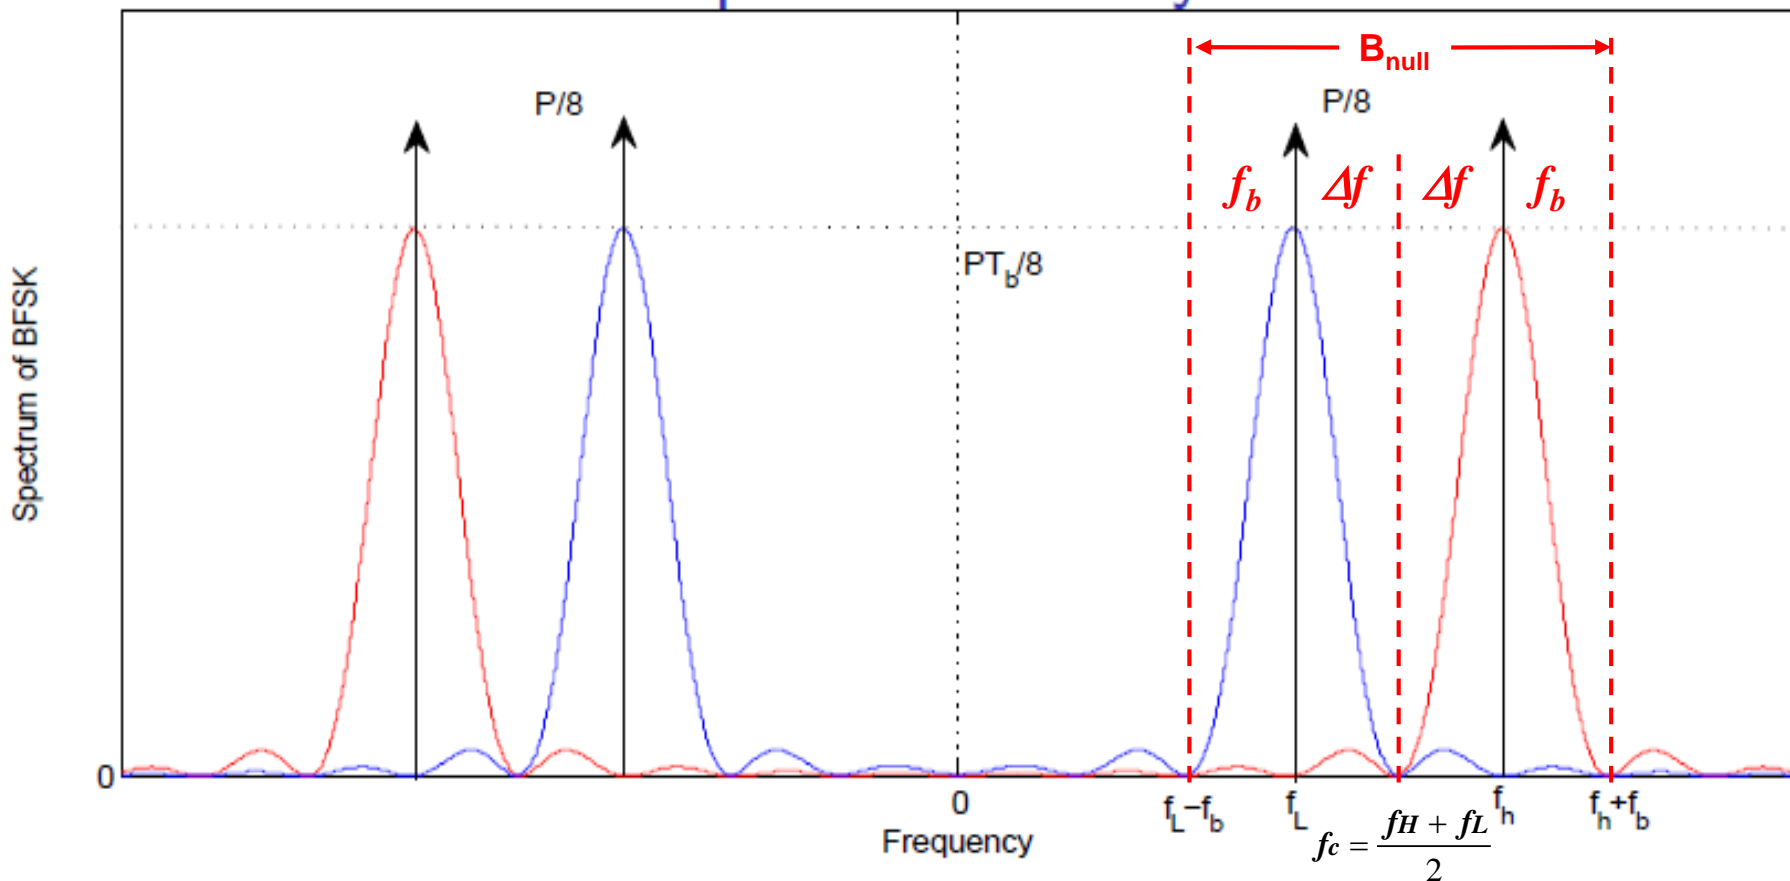 B_null
P/8
P/8
f_b Δf Δf f_b
PT_b/8
Spectrum of BFSK
0
0
f_L−f_b f_L f_h f_h+f_b
Frequency
fc = (fH + fL)/2